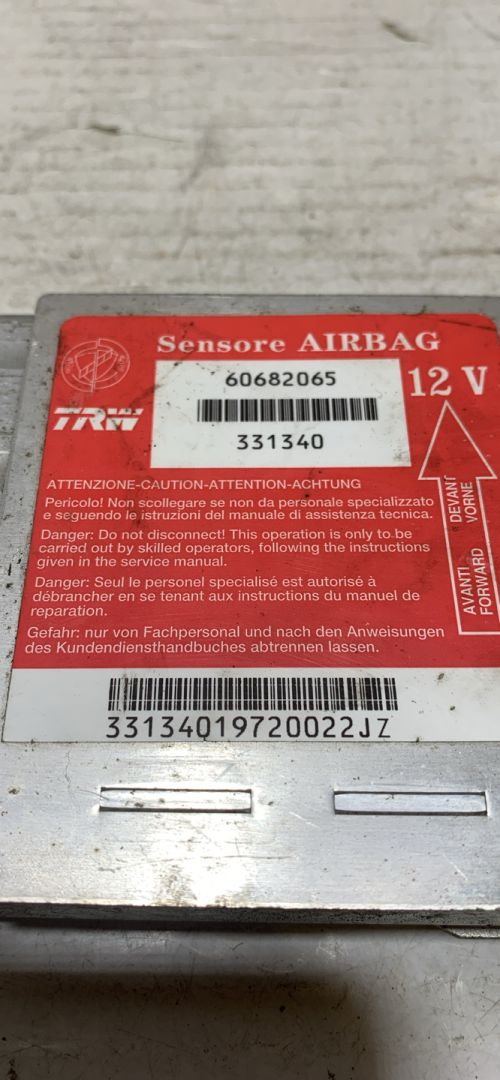 Sensore AIRBAG
60682065
12 V
TRW
331340
ATTENZIONE-CAUTION-ATTENTION-ACHTUNG
Pericolo! Non scollegare se non da personale specializzato
e seguendo le istruzioni del manuale di assistenza tecnica.
Danger: Do not disconnect! This operation is only to be
carried out by skilled operators, following the instructions
given in the service manual.
Danger: Seul le personel specialisé est autorisé à
débrancher en se tenant aux instructions du manuel de
reparation.
Gefahr: nur von Fachpersonal und nach den Anweisungen
des Kundendiensthandbuches abtrennen lassen.
AVANTI DEVANT
FORWARD VORNE
33134019720022JZ